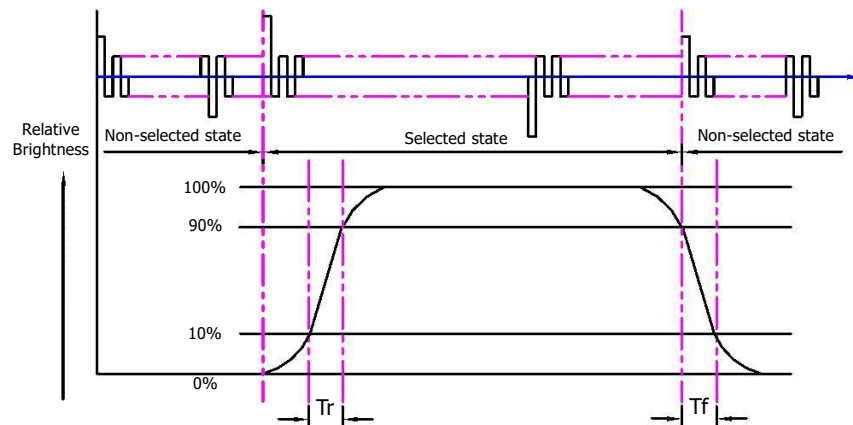 Relative
Brightness
Non-selected state
Selected state
Non-selected state
100%
90%
10%
0%
Tr
Tf